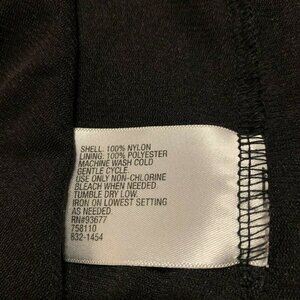 SHELL: 100% NYLON
LINING: 100% POLYESTER
MACHINE WASH COLD
GENTLE CYCLE.
USE ONLY NON-CHLORINE
BLEACH WHEN NEEDED.
TUMBLE DRY LOW.
IRON ON LOWEST SETTING
AS NEEDED.
RN#93677
758110
832-1454